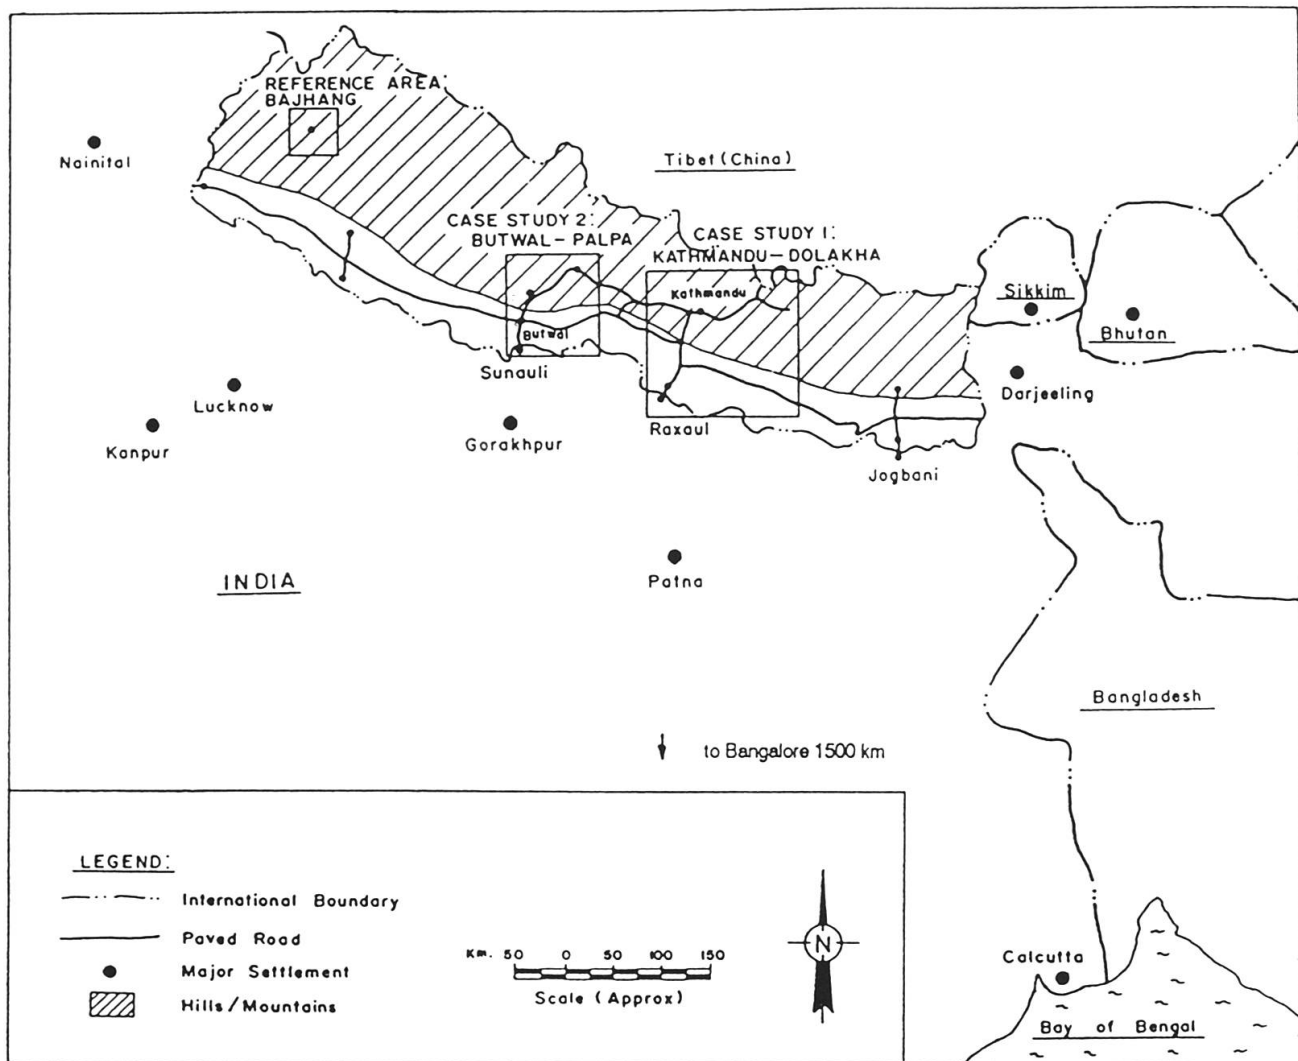 REFERENCE AREA:
BAJHANG
Nainital
Tibet (China)
CASE STUDY 2:
BUTWAL-PALPA
CASE STUDY 1:
KATHMANDU-DOLAKHA
Kathmandu
Sikkim
Bhutan
Butwal
Sunauli
Darjeeling
Lucknow
Kanpur
Gorakhpur
Raxaul
Jogbani
Patna
INDIA
Bangladesh
to Bangalore 1500 km
LEGEND:
International Boundary
Paved Road
Major Settlement
Hills/Mountains
Km. 50 0 50 100 150
Scale (Approx)
N
Calcutta
Bay of Bengal